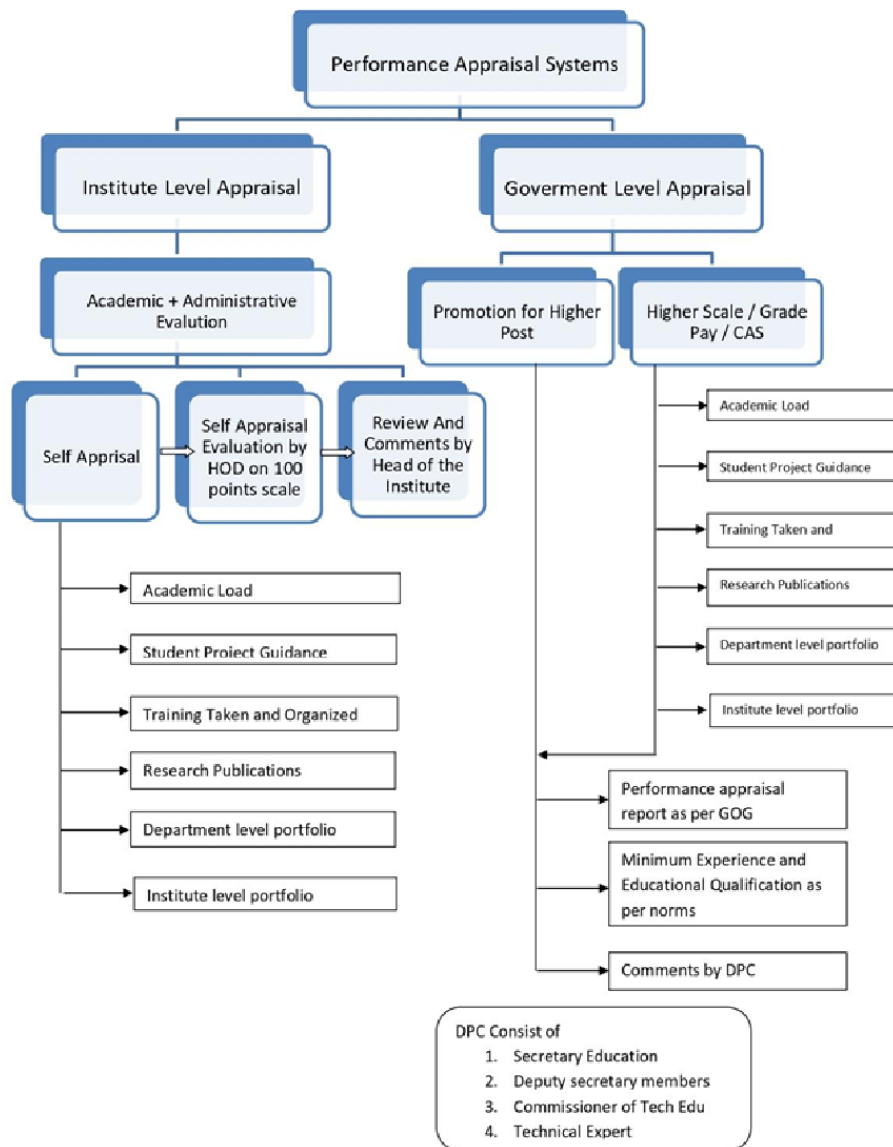 Performance Appraisal Systems
Institute Level Appraisal
Goverment Level Appraisal
Academic + Administrative
Evalution
Promotion for Higher
Post
Higher Scale / Grade
Pay / CAS
Self Apprisal
Self Appraisal
Evaluation by
HOD on 100
points scale
Review And
Comments by
Head of the
Institute
Academic Load
Student Project Guidance
Training Taken and Organized
Research Publications
Department level portfolio
Institute level portfolio
Academic Load
Student Project Guidance
Training Taken and
Research Publications
Department level portfolio
Institute level portfolio
Performance appraisal
report as per GOG
Minimum Experience and
Educational Qualification as
per norms
Comments by DPC
DPC Consist of
1. Secretary Education
2. Deputy secretary members
3. Commissioner of Tech Edu
4. Technical Expert